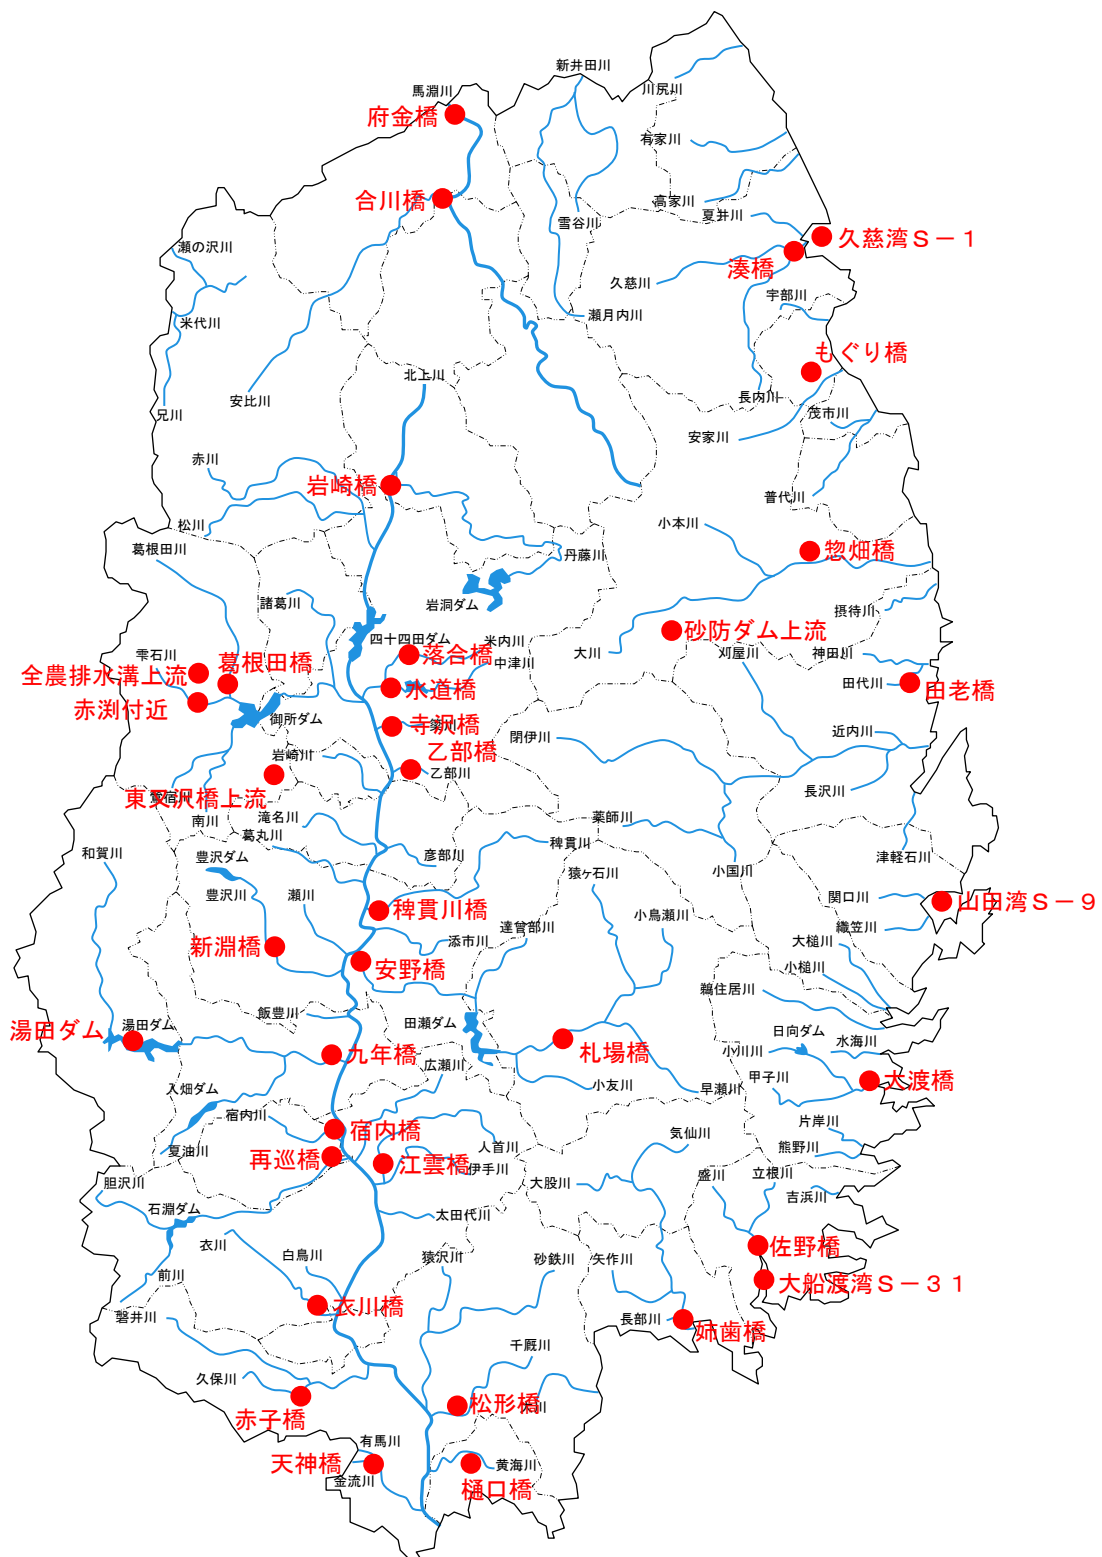 新井田川
馬淵川
川尻川
府金橋
有家川
合川橋
高家川
夏井川
雪谷川
久慈湾Ｓ－１
瀬の沢川
湊橋
久慈川
宇部川
瀬月内川
米代川
もぐり橋
北上川
安比川
長内川
兄川
茂市川
安家川
赤川
岩崎橋
普代川
松川
小本川
葛根田川
丹藤川
惣畑橋
諸葛川
岩洞ダム
摂待川
四十四田ダム
砂防ダム上流
米内川
雫石川
落合橋
大川
刈屋川
神田川
葛根田橋
全農排水溝上流
中津川
水道橋
田代川
田老橋
赤渕付近
御所ダム
寺沢橋
簗川
閉伊川
近内川
乙部橋
岩崎川
乙部川
東又沢橋上流
鶯宿川
長沢川
南川
滝名川
薬師川
葛丸川
稗貫川
和賀川
豊沢ダム
彦部川
津軽石川
小国川
猿ヶ石川
豊沢川
瀬川
関口川
山田湾Ｓ－９
稗貫川橋
小烏瀬川
達曽部川
織笠川
新淵橋
添市川
大槌川
安野橋
小槌川
鵜住居川
飯豊川
湯田ダム
湯田ダム
田瀬ダム
日向ダム
水海川
九年橋
札場橋
小川川
広瀬川
甲子川
大渡橋
入畑ダム
小友川
早瀬川
宿内川
片岸川
宿内橋
気仙川
夏油川
人首川
熊野川
再巡橋
江雲橋
伊手川
胆沢川
大股川
盛川
立根川
吉浜川
石淵ダム
太田代川
衣川
佐野橋
白鳥川
猿沢川
砂鉄川
矢作川
前川
大船渡湾Ｓ－３１
衣川橋
磐井川
長部川
姉歯橋
千厩川
久保川
松形橋
大川
赤子橋
有馬川
天神橋
黄海川
金流川
樋口橋